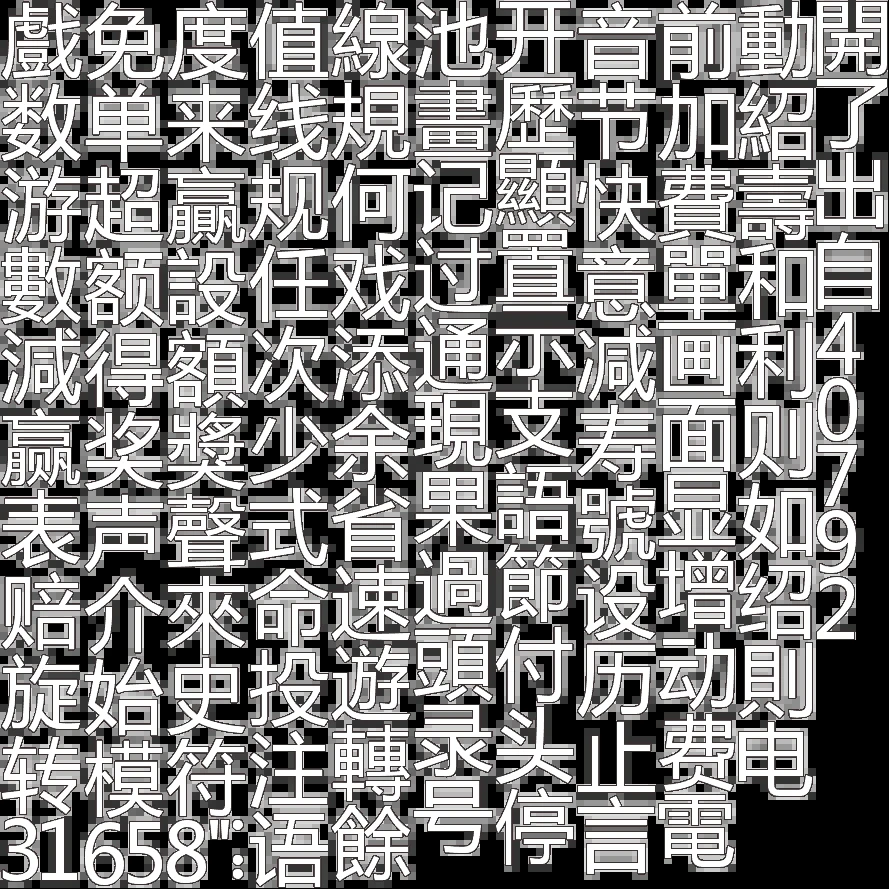 戲免度值線池开音前動開
数单来线規畫歷节加紹了
游超贏规何记顯快費壽出
數额設任戏过置意單和自
減得額次添通示减画利4
赢奖獎少余現支寿面则0
表声聲式省果語號显如7
赔介來命速過節设增绍9
旋始史投遊頭付历动則2
转模符注轉录头止费电
31658":语餘号停言電